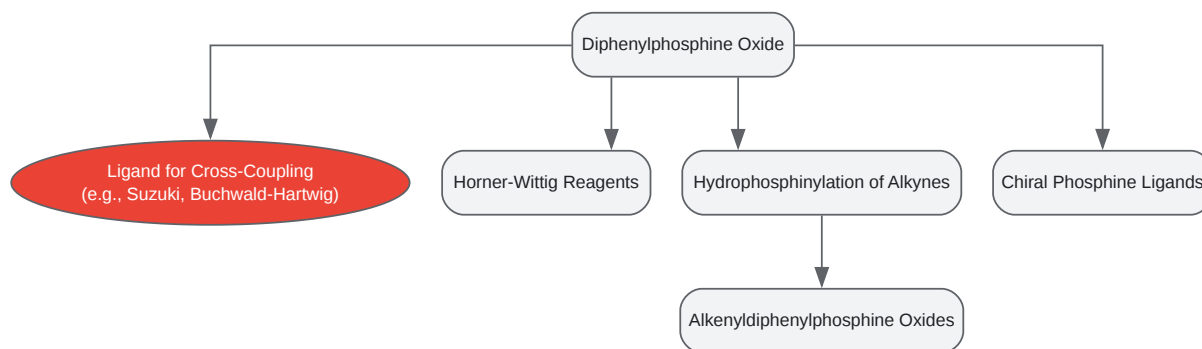 Diphenylphosphine Oxide
Ligand for Cross-Coupling
(e.g., Suzuki, Buchwald-Hartwig)
Horner-Wittig Reagents
Hydrophosphinylation of Alkynes
Chiral Phosphine Ligands
Alkenyldiphenylphosphine Oxides